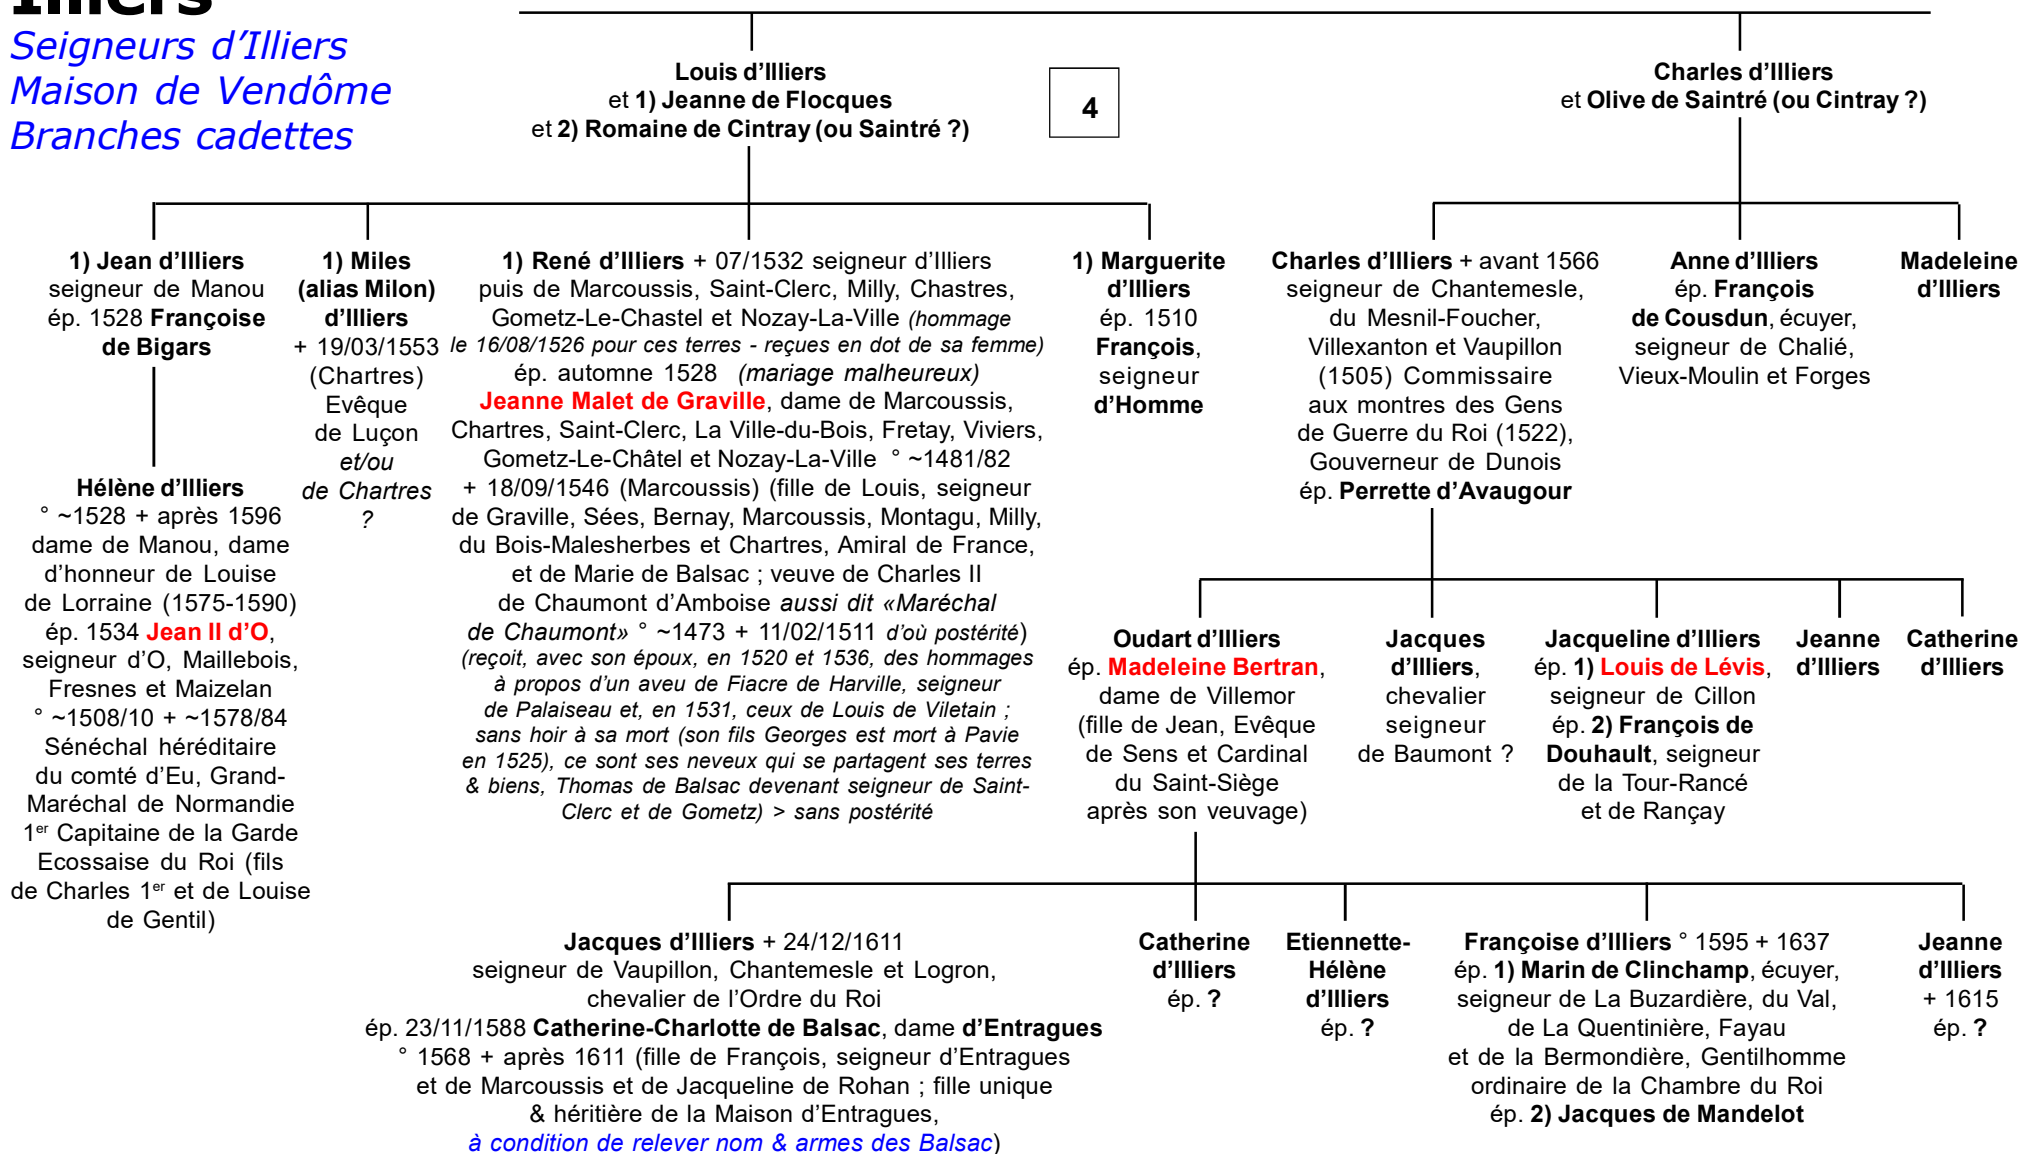 Illiers
Seigneurs d’Illiers
Maison de Vendôme
Branches cadettes
Louis d’Illiers
et 1) Jeanne de Flocques
et 2) Romaine de Cintray (ou Saintré ?)
4
Charles d’Illiers
et Olive de Saintré (ou Cintray ?)
1) Jean d’Illiers
seigneur de Manou
ép. 1528 Françoise
de Bigars
1) Miles
(alias Milon)
d’Illiers
+ 19/03/1553
(Chartres)
Evêque
de Luçon
et/ou
de Chartres
?
1) René d’Illiers + 07/1532 seigneur d’Illiers
puis de Marcoussis, Saint-Clerc, Milly, Chastres,
Gometz-Le-Chastel et Nozay-La-Ville (hommage
le 16/08/1526 pour ces terres - reçues en dot de sa femme)
ép. automne 1528 (mariage malheureux)
Jeanne Malet de Graville, dame de Marcoussis,
Chartres, Saint-Clerc, La Ville-du-Bois, Fretay, Viviers,
Gometz-Le-Châtel et Nozay-La-Ville ° ~1481/82
+ 18/09/1546 (Marcoussis) (fille de Louis, seigneur
de Graville, Sées, Bernay, Marcoussis, Montagu, Milly,
du Bois-Malesherbes et Chartres, Amiral de France,
et de Marie de Balsac ; veuve de Charles II
de Chaumont d’Amboise aussi dit «Maréchal
de Chaumont» ° ~1473 + 11/02/1511 d’où postérité)
(reçoit, avec son époux, en 1520 et 1536, des hommages
à propos d’un aveu de Fiacre de Harville, seigneur
de Palaiseau et, en 1531, ceux de Louis de Viletain ;
sans hoir à sa mort (son fils Georges est mort à Pavie
en 1525), ce sont ses neveux qui se partagent ses terres
& biens, Thomas de Balsac devenant seigneur de Saint-
Clerc et de Gometz) > sans postérité
1) Marguerite
d’Illiers
ép. 1510
François,
seigneur
d’Homme
Charles d’Illiers + avant 1566
seigneur de Chantemesle,
du Mesnil-Foucher,
Villexanton et Vaupillon
(1505) Commissaire
aux montres des Gens
de Guerre du Roi (1522),
Gouverneur de Dunois
ép. Perrette d’Avaugour
Anne d’Illiers
ép. François
de Cousdun, écuyer,
seigneur de Chalié,
Vieux-Moulin et Forges
Madeleine
d’Illiers
Hélène d’Illiers
° ~1528 + après 1596
dame de Manou, dame
d’honneur de Louise
de Lorraine (1575-1590)
ép. 1534 Jean II d’O,
seigneur d’O, Maillebois,
Fresnes et Maizelan
° ~1508/10 + ~1578/84
Sénéchal héréditaire
du comté d’Eu, Grand-
Maréchal de Normandie
1er Capitaine de la Garde
Ecossaise du Roi (fils
de Charles 1er et de Louise
de Gentil)
Oudart d’Illiers
ép. Madeleine Bertran,
dame de Villemor
(fille de Jean, Evêque
de Sens et Cardinal
du Saint-Siège
après son veuvage)
Jacques
d’Illiers,
chevalier
seigneur
de Baumont ?
Jacqueline d’Illiers
ép. 1) Louis de Lévis,
seigneur de Cillon
ép. 2) François de
Douhault, seigneur
de la Tour-Rancé
et de Rançay
Jeanne
d’Illiers
Catherine
d’Illiers
Jacques d’Illiers + 24/12/1611
seigneur de Vaupillon, Chantemesle et Logron,
chevalier de l’Ordre du Roi
ép. 23/11/1588 Catherine-Charlotte de Balsac, dame d’Entragues
° 1568 + après 1611 (fille de François, seigneur d’Entragues
et de Marcoussis et de Jacqueline de Rohan ; fille unique
& héritière de la Maison d’Entragues,
à condition de relever nom & armes des Balsac)
Catherine
d’Illiers
ép. ?
Etiennette-
Hélène
d’Illiers
ép. ?
Françoise d’Illiers ° 1595 + 1637
ép. 1) Marin de Clinchamp, écuyer,
seigneur de La Buzardière, du Val,
de La Quentinière, Fayau
et de la Bermondière, Gentilhomme
ordinaire de la Chambre du Roi
ép. 2) Jacques de Mandelot
Jeanne
d’Illiers
+ 1615
ép. ?